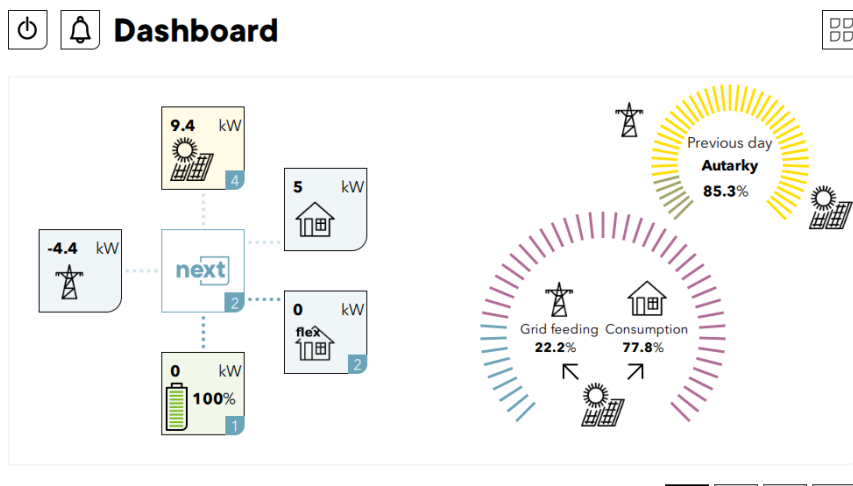 Dashboard
9.4 kW
4
5 kW
-4.4 kW
next
2
0 kW
flex
2
0 kW
100%
1
Previous day
Autarky
85.3%
Grid feeding Consumption
22.2% 77.8%